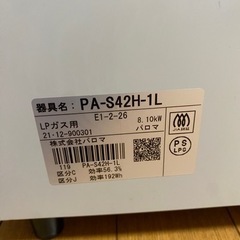 器具名: PA-S42H-1L
E1-2-26
LPガス用 8.10kW
21·12-900301 パロマ
株式会社パロマ
PS
LPG
119 PA-S42H-1L
区分C 効率56.3%
区分J 効率192Wh